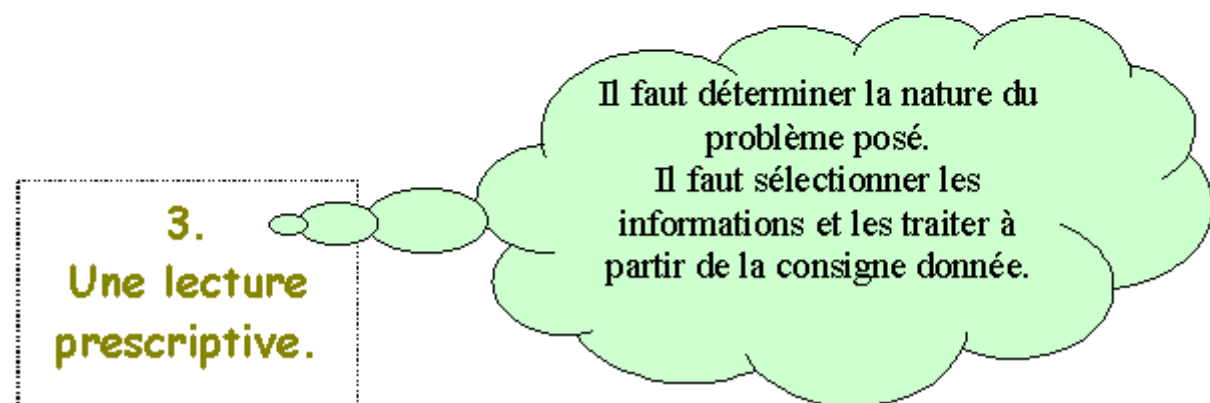 3.
Une lecture
prescriptive.
Il faut déterminer la nature du
problème posé.
Il faut sélectionner les
informations et les traiter à
partir de la consigne donnée.